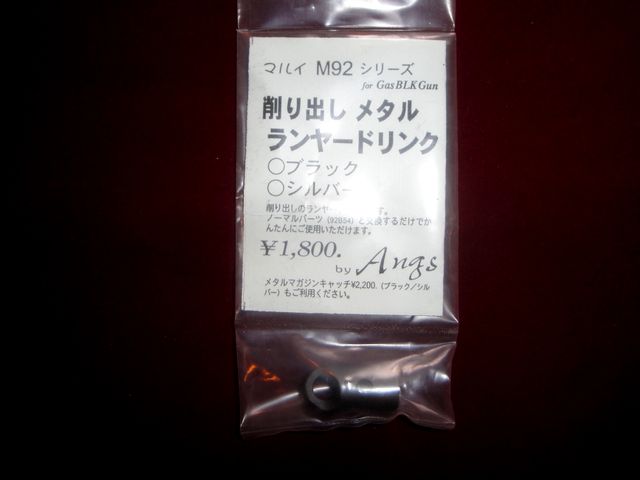 マルイ M92 シリーズ
for GasBLKGun
削り出し メタル
ランヤードリンク
○ブラック
○シルバー
削り出しのランヤー す。
ノーマルパーツ (92B54) と交換するだけでか
んたんにご使用いただけます。
¥1,800.
by Angs
メタルマガジンキャッチ¥2,200. (ブラック/シル
バー) もご利用ください。